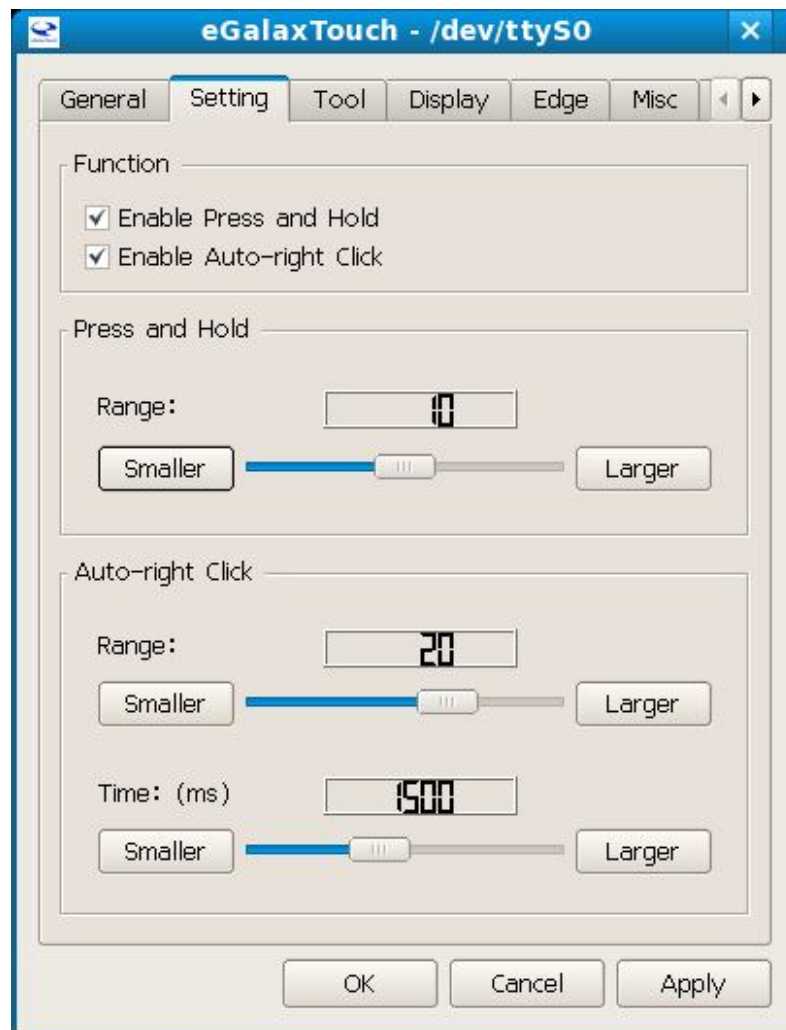 eGalaxTouch - /dev/ttyS0
General Setting Tool Display Edge Misc
Function
Enable Press and Hold
Enable Auto-right Click
Press and Hold
Range: 10
Smaller Larger
Auto-right Click
Range: 20
Smaller Larger
Time: (ms) 1500
Smaller Larger
OK Cancel Apply